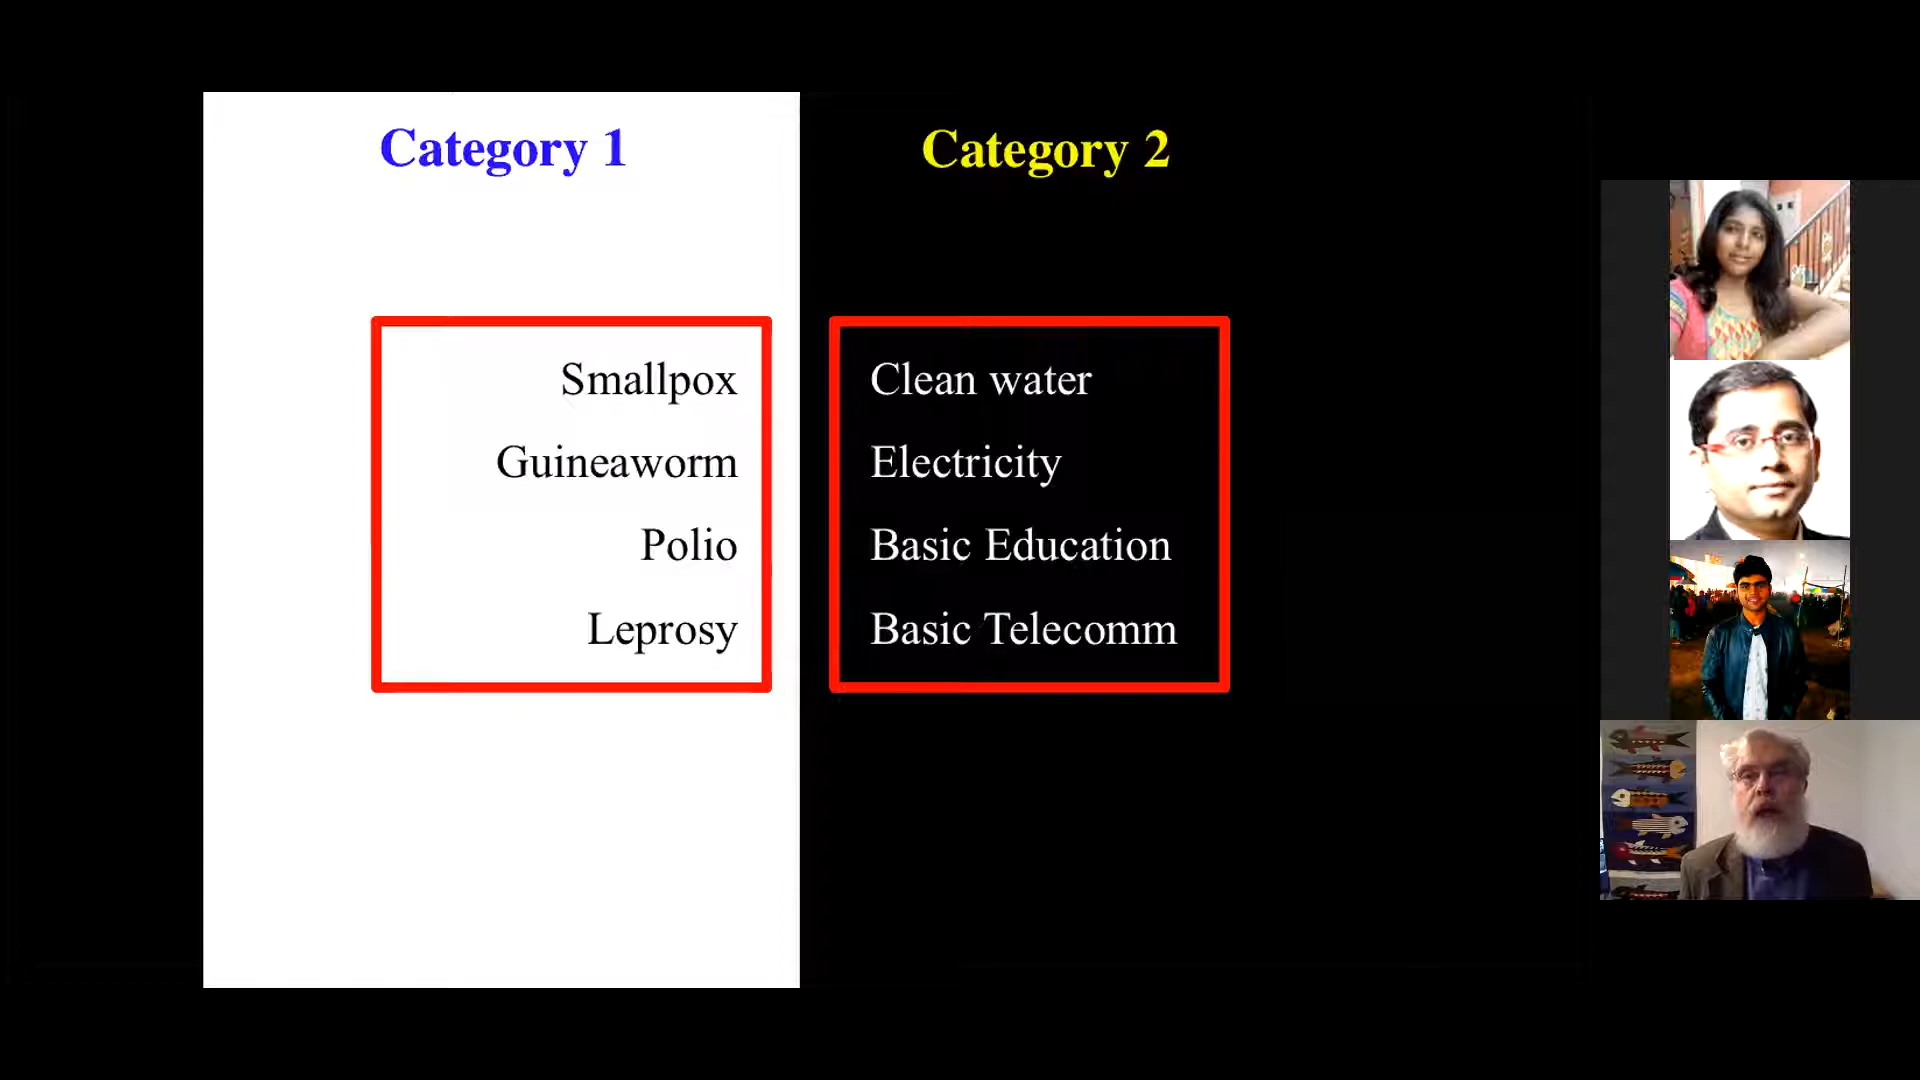 Category 1
Category 2
Smallpox
Guineaworm
Polio
Leprosy
Clean water
Electricity
Basic Education
Basic Telecomm